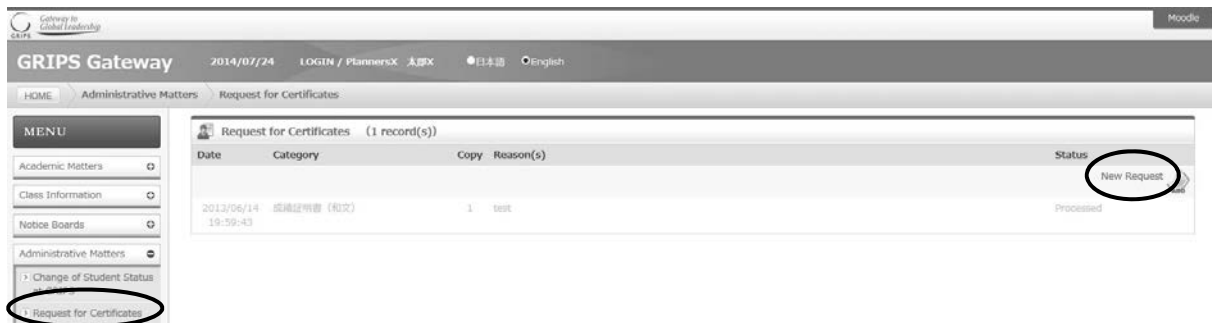 Gateway to
Global Leadership
GRIPS
Moodle
GRIPS Gateway 2014/07/24 LOGIN / PlannersX 太郎X 日本語 English
HOME Administrative Matters Request for Certificates
MENU
Request for Certificates (1 record(s))
Date Category Copy Reason(s) Status
Academic Matters
New Request
Class Information
2012/06/14 成績証明書 (和文) 1 test Processed
19:59:43
Notice Boards
Administrative Matters
Change of Student Status
at GRIPS
Request for Certificates